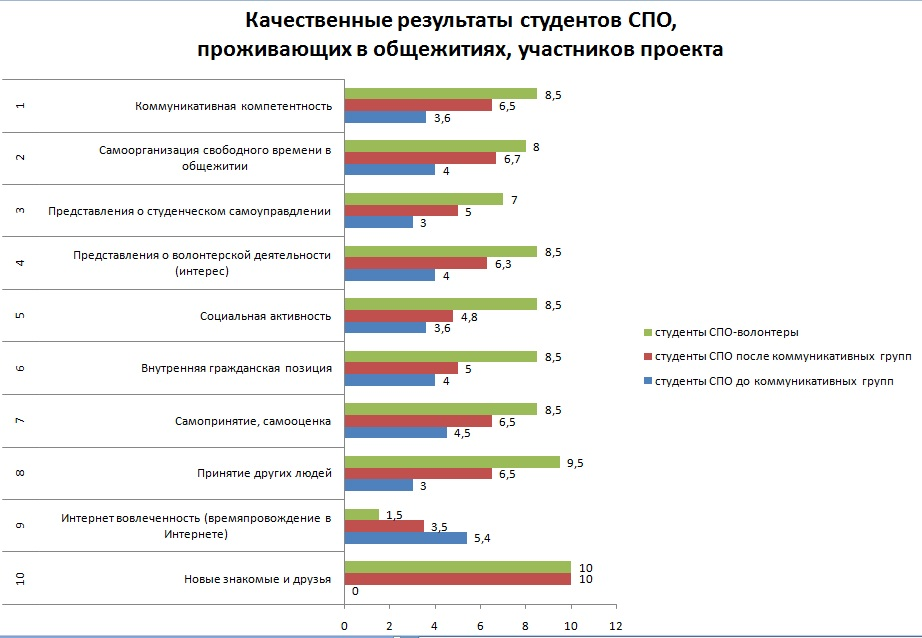 Качественные результаты студентов СПО,
проживающих в общежитиях, участников проекта
1
Коммуникативная компетентность
8,5
6,5
3,6
2
Самоорганизация свободного времени в
общежитии
8
6,7
4
3
Представления о студенческом самоуправдлении
7
5
3
4
Представления о волонтерской деятельности
(интерес)
8,5
6,3
4
5
Социальная активность
8,5
4,8
3,6
6
Внутренняя гражданская позиция
8,5
5
4
7
Самопринятие, самооценка
8,5
6,5
4,5
8
Принятие других людей
9,5
6,5
3
9
Интернет вовлеченность (времяпровождение в
Интернете)
1,5
3,5
5,4
10
Новые знакомые и друзья
10
10
0
0 2 4 6 8 10 12
студенты СПО-волонтеры
студенты СПО после коммуникативных групп
студенты СПО до коммуникативных групп